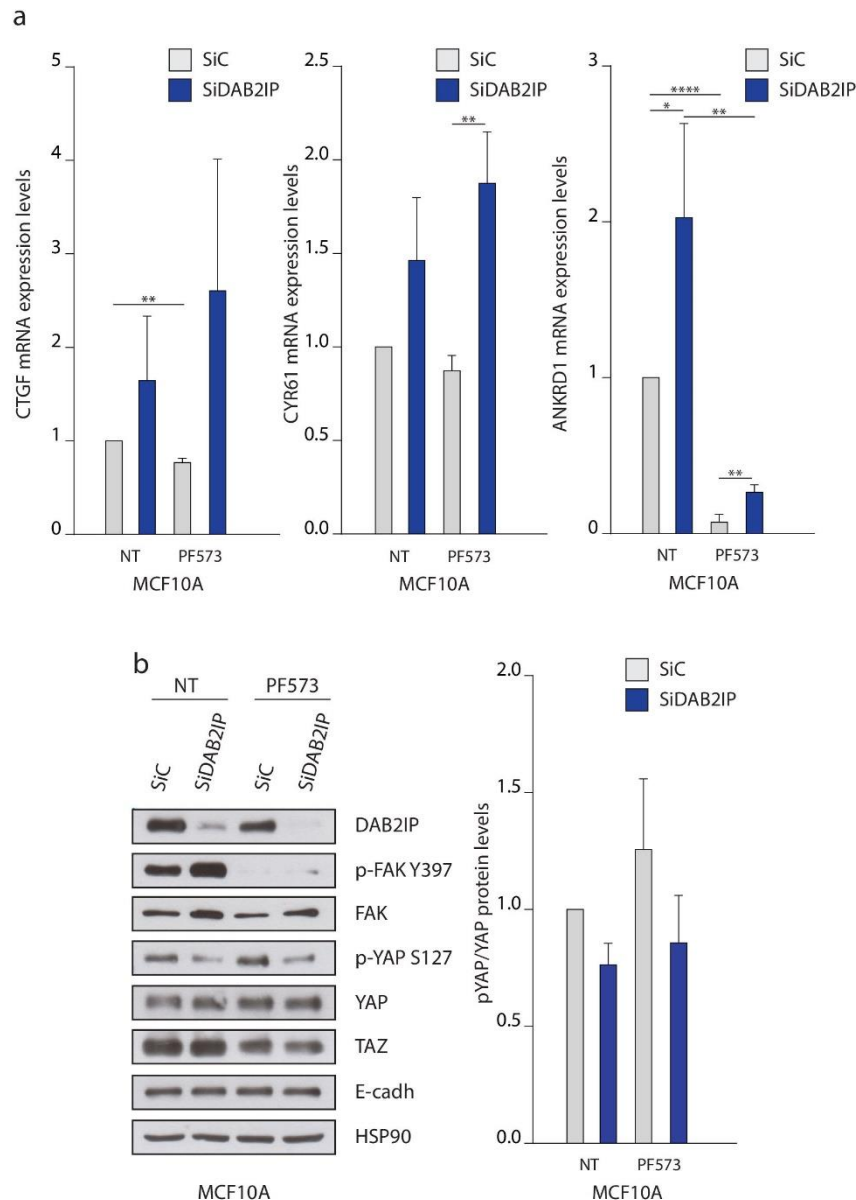 a
SiC
SiDAB2IP
5
4
3
2
1
0
CTGF mRNA expression levels
**
NT
PF573
MCF10A
SiC
SiDAB2IP
2.5
2.0
1.5
1.0
0.5
0.0
CYR61 mRNA expression levels
**
NT
PF573
MCF10A
SiC
SiDAB2IP
3
2
1
0
ANKRD1 mRNA expression levels
****
*
**
**
NT
PF573
MCF10A
b
NT
PF573
SiC
SiDAB2IP
SiC
SiDAB2IP
DAB2IP
p-FAK Y397
FAK
p-YAP S127
YAP
TAZ
E-cadh
HSP90
MCF10A
SiC
SiDAB2IP
2.0
1.5
1.0
0.5
0.0
pYAP/YAP protein levels
NT
PF573
MCF10A